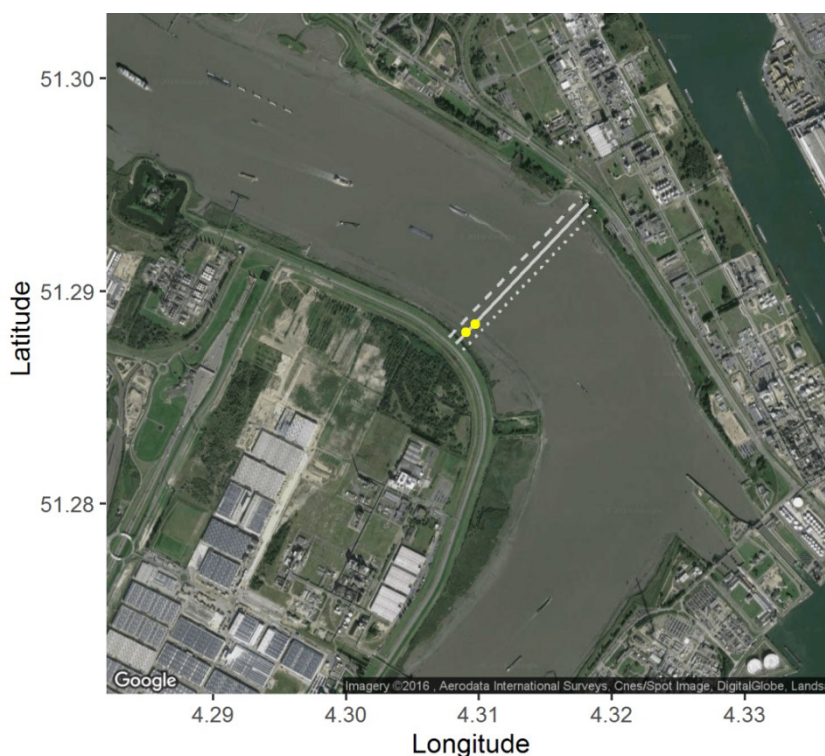 51.30
51.29
51.28
Latitude
Google
Imagery ©2016 , Aerodata International Surveys, Cnes/Spot Image, DigitalGlobe, Lands
4.29 4.30 4.31 4.32 4.33
Longitude